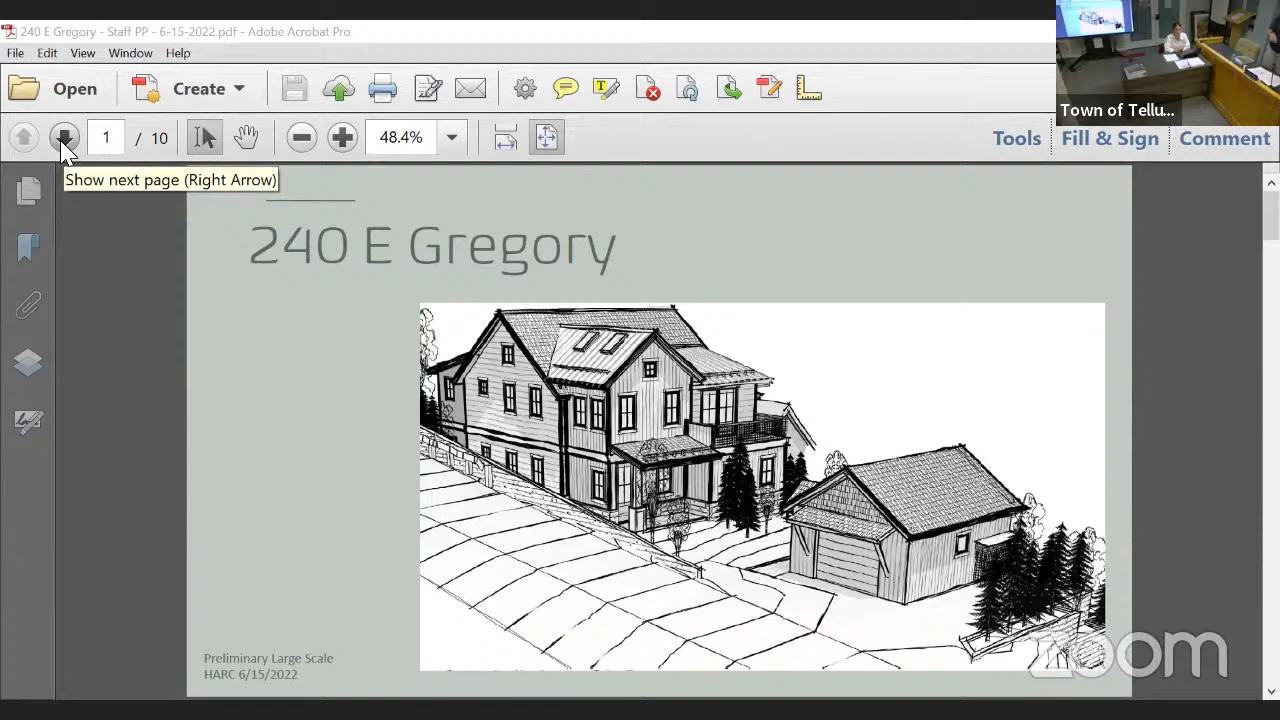 240 E Gregory - Staff PP - 6-15-2022.pdf - Adobe Acrobat Pro
File Edit View Window Help
Open Create
1 / 10 48.4% Tools Fill & Sign Comment
Town of Tellu...
Show next page (Right Arrow)
240 E Gregory
Preliminary Large Scale
HARC 6/15/2022
zoom